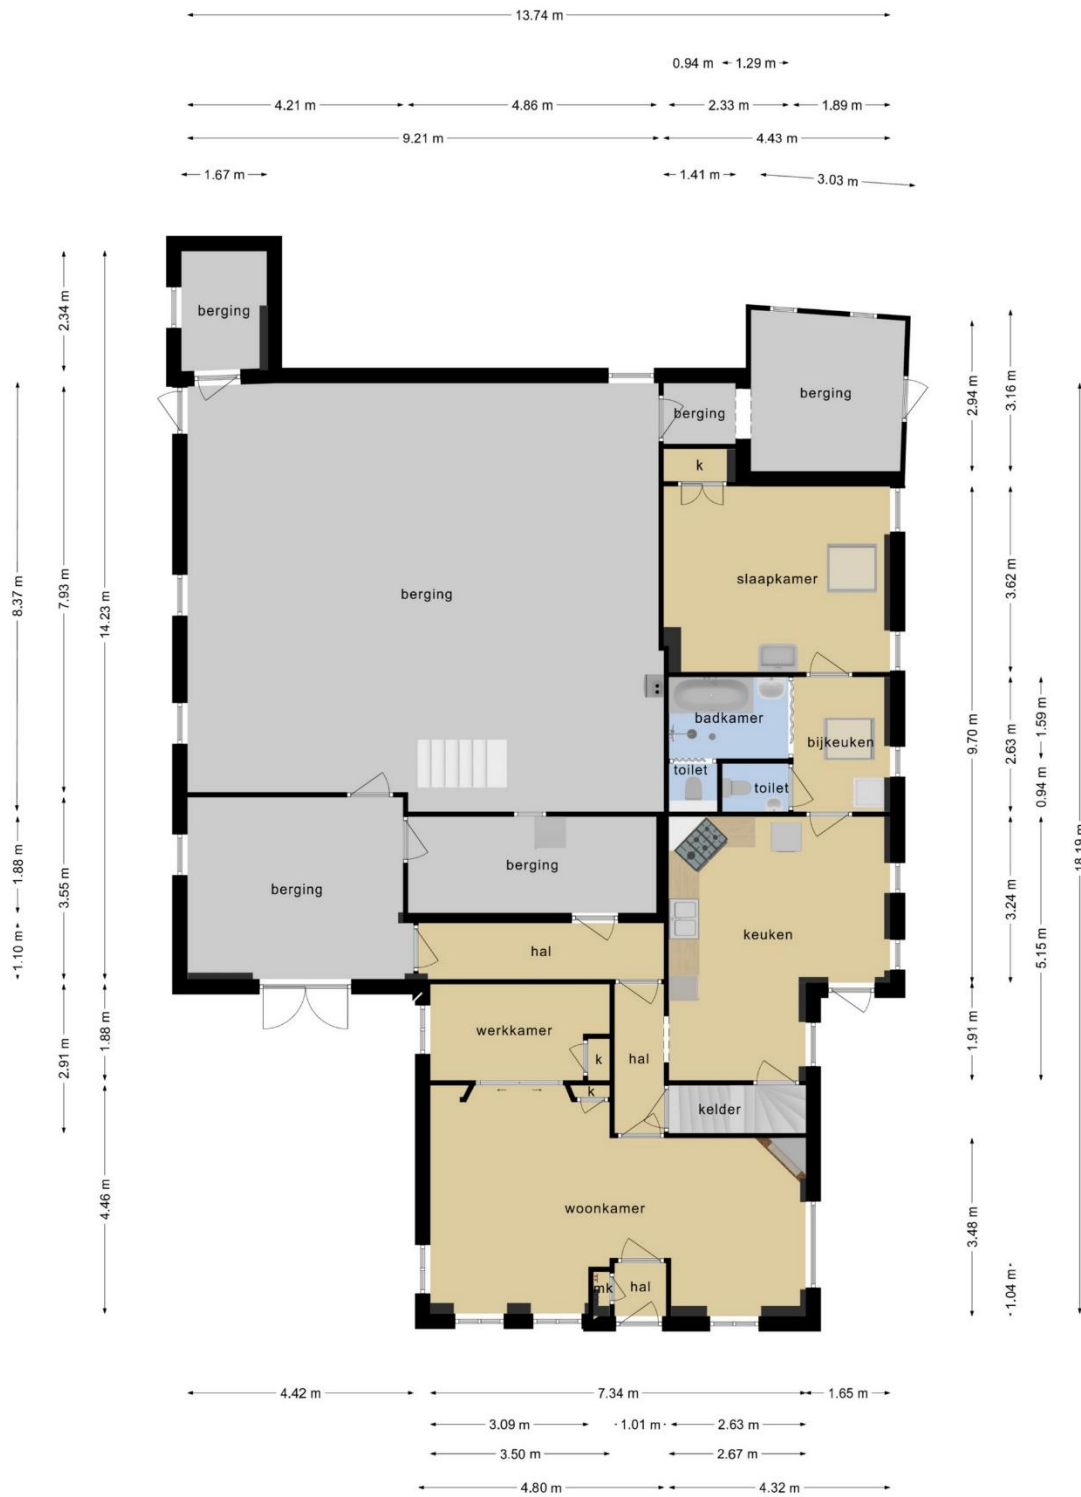 13.74 m
0.94 m
1.29 m
4.21 m
4.86 m
2.33 m
1.89 m
9.21 m
4.43 m
1.67 m
1.41 m
3.03 m
2.34 m
8.37 m
7.93 m
14.23 m
1.88 m
3.55 m
1.10 m
2.91 m
1.88 m
4.46 m
berging
berging
berging
k
berging
slaapkamer
badkamer
bijkeuken
toilet
toilet
berging
berging
keuken
hal
werkkamer
k
hal
k
kelder
woonkamer
mk
hal
2.94 m
3.16 m
9.70 m
3.62 m
2.63 m
1.59 m
0.94 m
18.19 m
3.24 m
5.15 m
1.91 m
3.48 m
1.04 m
4.42 m
7.34 m
1.65 m
3.09 m
1.01 m
2.63 m
3.50 m
2.67 m
4.80 m
4.32 m